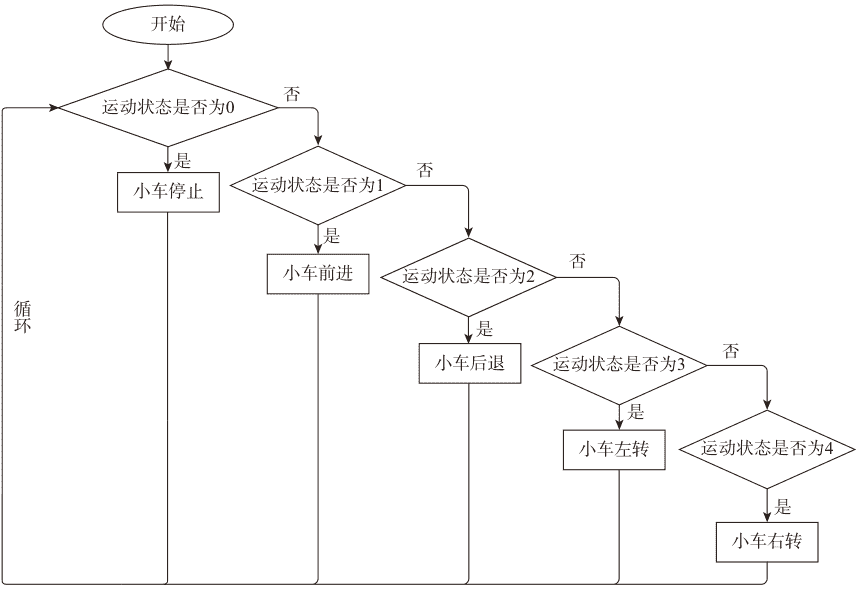 开始
运动状态是否为0
否
是
小车停止
运动状态是否为1
否
是
小车前进
运动状态是否为2
否
是
小车后退
运动状态是否为3
否
是
小车左转
运动状态是否为4
是
小车右转
循环